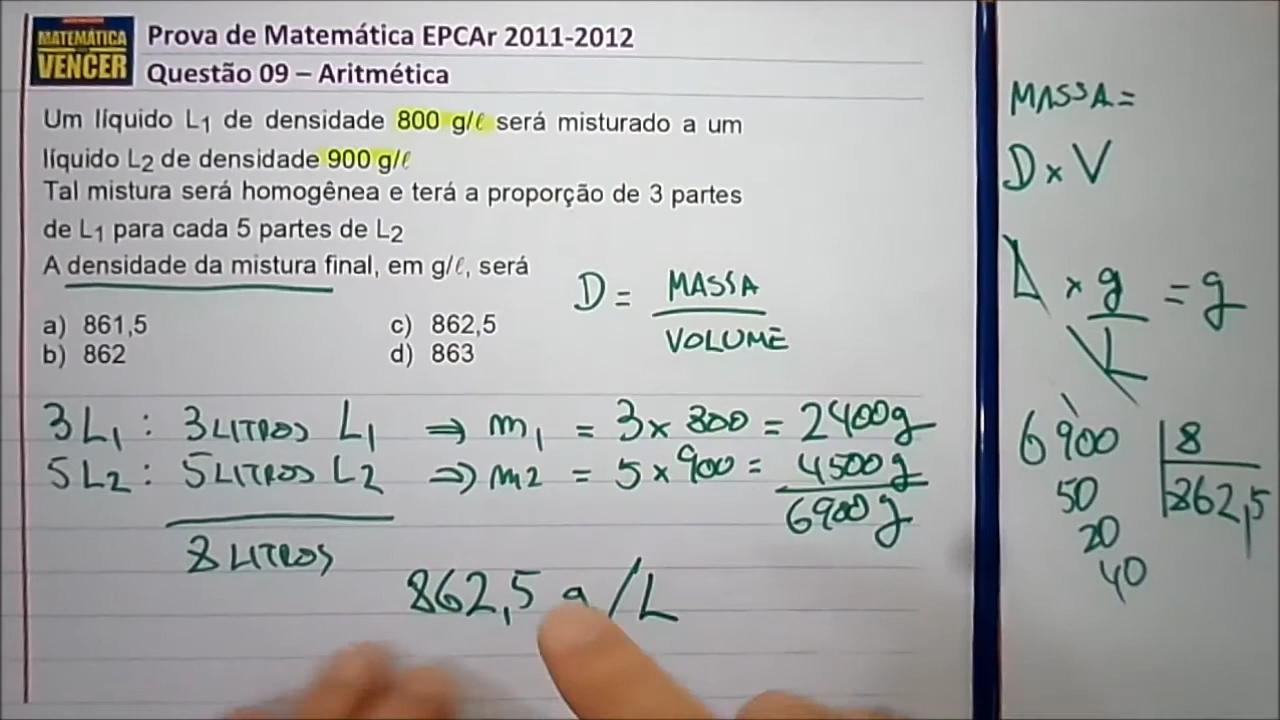 MATEMÁTICA
VENCER
Prova de Matemática EPCAr 2011-2012
Questão 09 – Aritmética
Um líquido L1 de densidade 800 g/ℓ será misturado a um
líquido L2 de densidade 900 g/ℓ
Tal mistura será homogênea e terá a proporção de 3 partes
de L1 para cada 5 partes de L2
A densidade da mistura final, em g/ℓ, será
a) 861,5
c) 862,5
b) 862
d) 863
D = MASSA
VOLUME
3L1 : 3 LITROS L1 ⇒ m1 = 3 x 800 = 2400g
5L2 : 5 LITROS L2 ⇒ m2 = 5 x 900 = 4500g
6900g
8 LITROS
862,5 g/L
MASSA =
D x V
L x g = g
L
6900 8
50 862,5
20
40